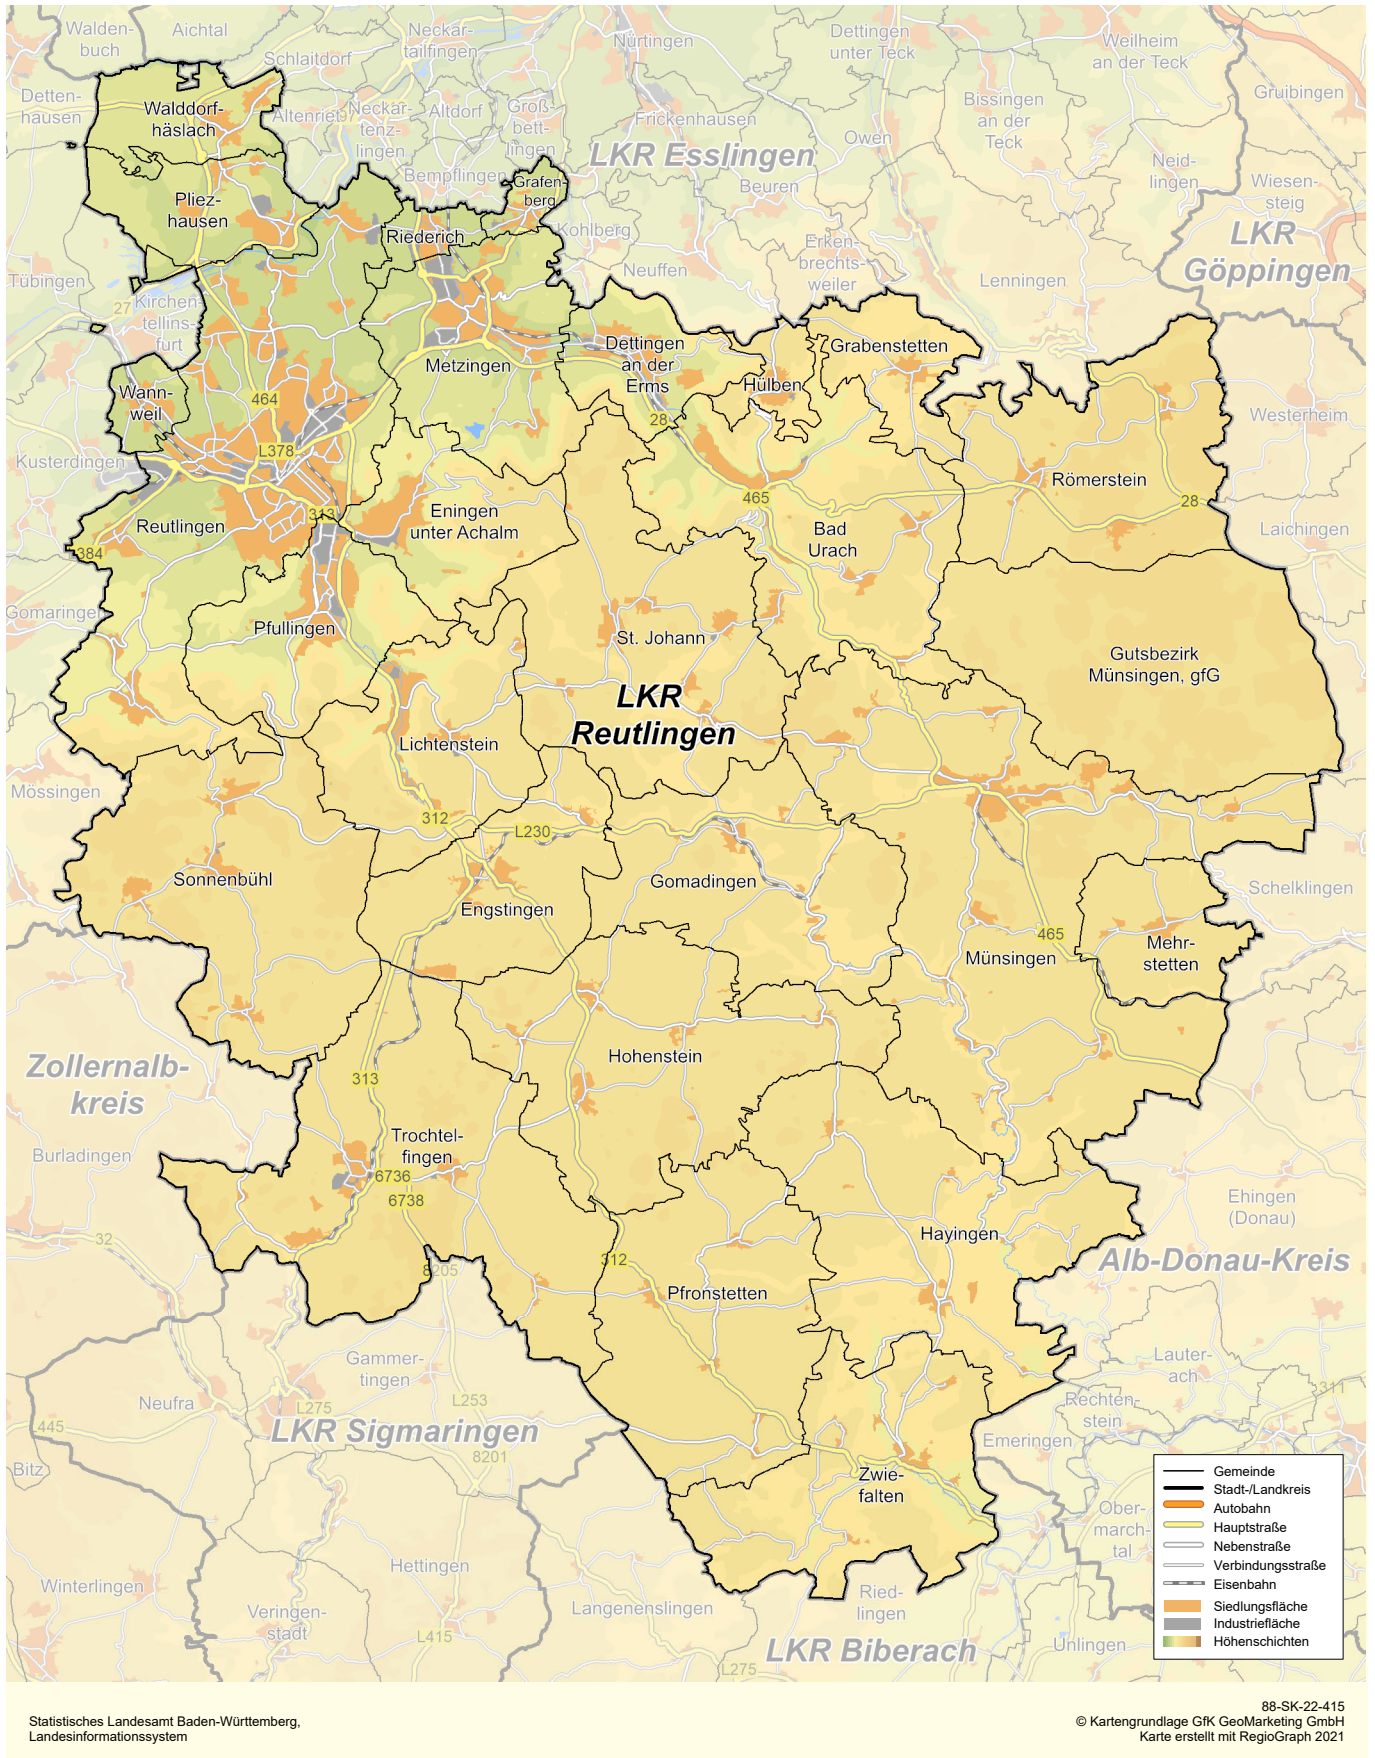 Walden-
buch
Aichtal
Schlaitdorf
Neckar-
tailfingen
Nürtingen
Dettingen
unter Teck
Weilheim
an der Teck
Detten-
hausen
Walddorf-
häslach
Altenriet
Neckar-
tenz-
lingen
Altdorf
Groß-
bett-
lingen
Frickenhausen
Bissingen
an der
Teck
Gruibingen
Owen
LKR Esslingen
Bempflingen
Grafen-
berg
Beuren
Neid-
lingen
Wiesen-
steig
Pliez-
hausen
Riederich
Kohlberg
Erken-
brechts-
weiler
LKR
Göppingen
Tübingen
Neuffen
Lenningen
27
Kirchen-
tellins-
furt
Metzingen
Dettingen
an der
Erms
Grabenstetten
Hülben
Wann-
weil
464
28
Westerheim
L378
Kusterdingen
Römerstein
465
28
Reutlingen
313
Eningen
unter Achalm
Bad
Urach
Laichingen
384
Gomaringen
Pfullingen
St. Johann
Gutsbezirk
Münsingen, gfG
LKR
Reutlingen
Lichtenstein
Mössingen
312
L230
Sonnenbühl
Gomadingen
Schelklingen
Engstingen
465
Münsingen
Mehr-
stetten
Zollernalb-
kreis
Hohenstein
313
Burladingen
Trochtel-
fingen
6736
6738
Ehingen
(Donau)
32
Hayingen
Alb-Donau-Kreis
8205
312
Pfronstetten
Gammer-
tingen
Lauter-
ach
Neufra
L275
L253
311
Rechten-
stein
445
LKR Sigmaringen
Emeringen
8201
Bitz
Zwie-
falten
Ober-
march-
tal
Hettingen
Winterlingen
Veringen-
stadt
Langenenslingen
Ried-
lingen
L415
LKR Biberach
Unlingen
L275
Gemeinde
Stadt-/Landkreis
Autobahn
Hauptstraße
Nebenstraße
Verbindungsstraße
Eisenbahn
Siedlungsfläche
Industriefläche
Höhenschichten
Statistisches Landesamt Baden-Württemberg,
Landesinformationssystem
88-SK-22-415
© Kartengrundlage GfK GeoMarketing GmbH
Karte erstellt mit RegioGraph 2021